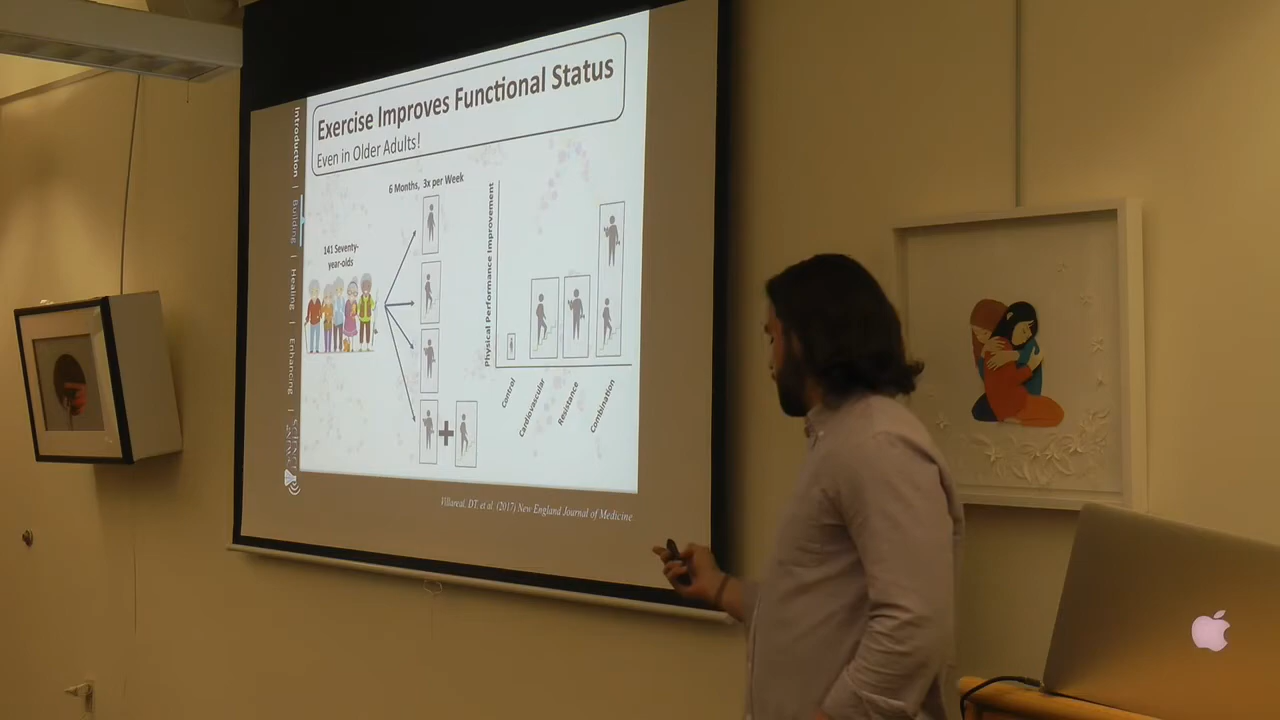 Exercise Improves Functional Status
Even in Older Adults!
Introduction | Building | Healing | Enhancing |
6 Months, 3x per Week
141 Seventy-
year-olds
Physical Performance Improvement
Control
Cardiovascular
Resistance
Combination
Villareal, DT, et al. (2017) New England Journal of Medicine